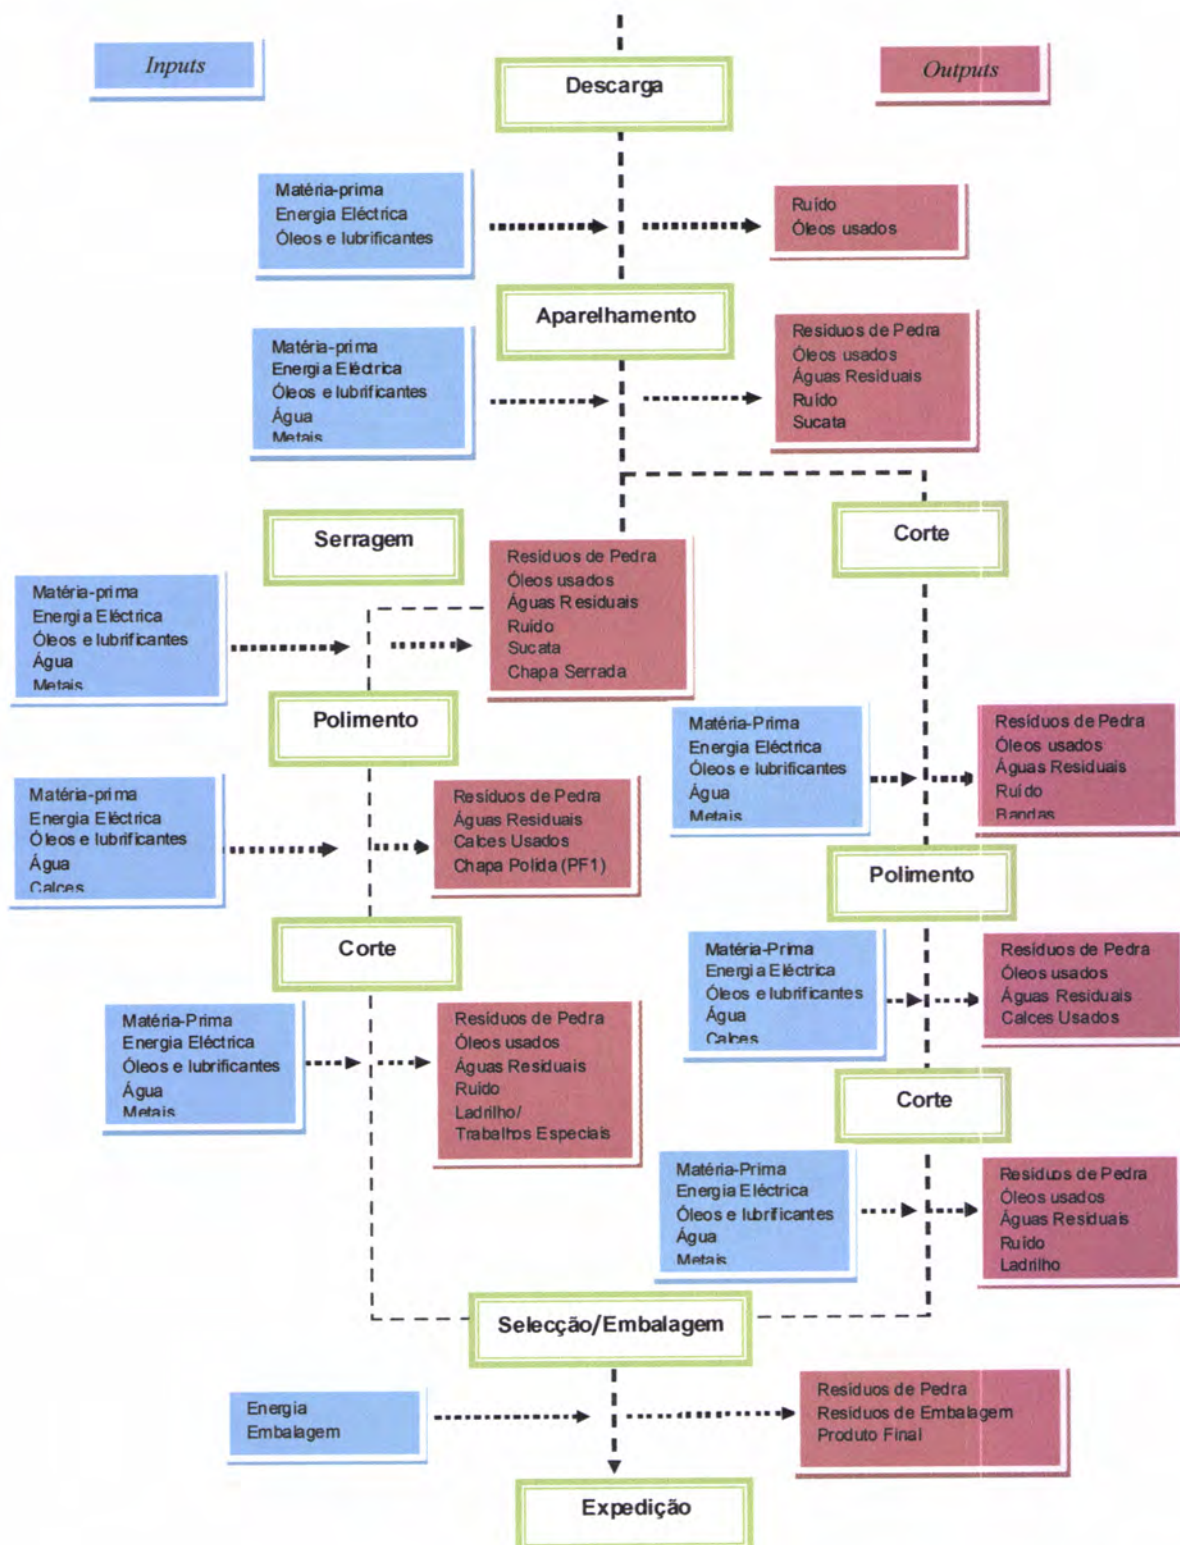 Inputs
Descarga
Outputs
Matéria-prima
Energia Eléctrica
Óleos e lubrificantes
Ruído
Óleos usados
Aparelhamento
Matéria-prima
Energia Eléctrica
Óleos e lubrificantes
Água
Metais
Resíduos de Pedra
Óleos usados
Águas Residuais
Ruído
Sucata
Serragem
Corte
Resíduos de Pedra
Óleos usados
Águas Residuais
Ruído
Sucata
Chapa Serrada
Matéria-prima
Energia Eléctrica
Óleos e lubrificantes
Água
Metais
Polimento
Matéria-Prima
Energia Eléctrica
Óleos e lubrificantes
Água
Metais
Resíduos de Pedra
Óleos usados
Águas Residuais
Ruído
Bandas
Matéria-prima
Energia Eléctrica
Óleos e lubrificantes
Água
Calces
Resíduos de Pedra
Águas Residuais
Calces Usados
Chapa Polida (PF1)
Polimento
Corte
Matéria-Prima
Energia Eléctrica
Óleos e lubrificantes
Água
Calces
Resíduos de Pedra
Óleos usados
Águas Residuais
Calces Usados
Matéria-Prima
Energia Eléctrica
Óleos e lubrificantes
Água
Metais
Resíduos de Pedra
Óleos usados
Águas Residuais
Ruído
Ladrilho/
Trabalhos Especiais
Corte
Matéria-Prima
Energia Eléctrica
Óleos e lubrificantes
Água
Metais
Resíduos de Pedra
Óleos usados
Águas Residuais
Ruído
Ladrilho
Selecção/Embalagem
Energia
Embalagem
Resíduos de Pedra
Resíduos de Embalagem
Produto Final
Expedição